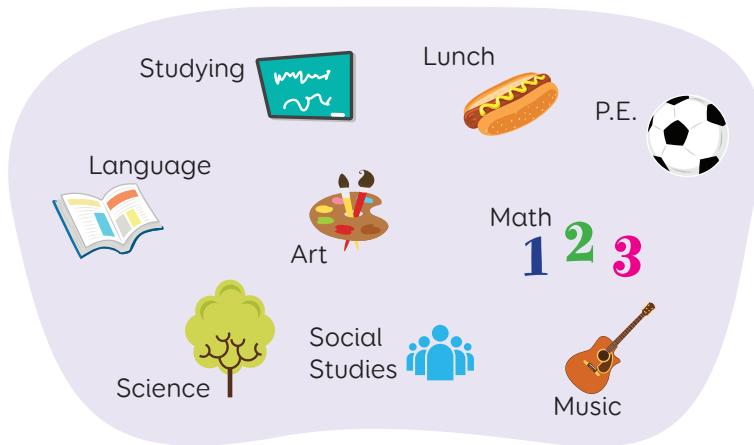 Studying
Lunch
P.E.
Language
Art
Math
1 2 3
Science
Social
Studies
Music